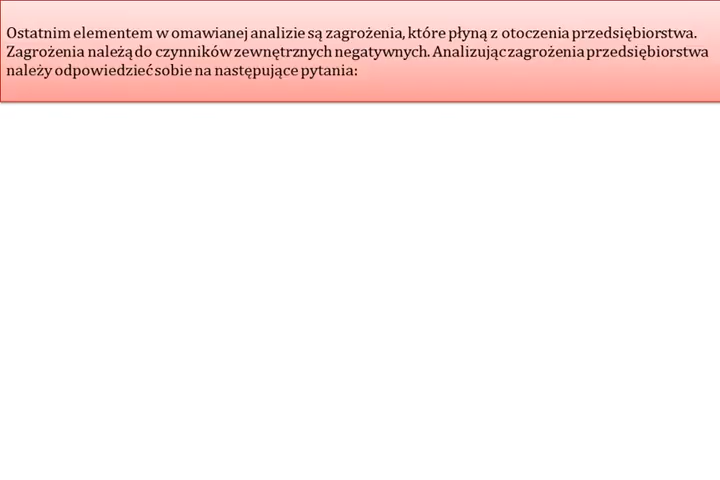 Ostatnim elementem w omawianej analizie są zagrożenia, które płyną z otoczenia przedsiębiorstwa.
Zagrożenia należą do czynników zewnętrznych negatywnych. Analizując zagrożenia przedsiębiorstwa
należy odpowiedzieć sobie na następujące pytania: